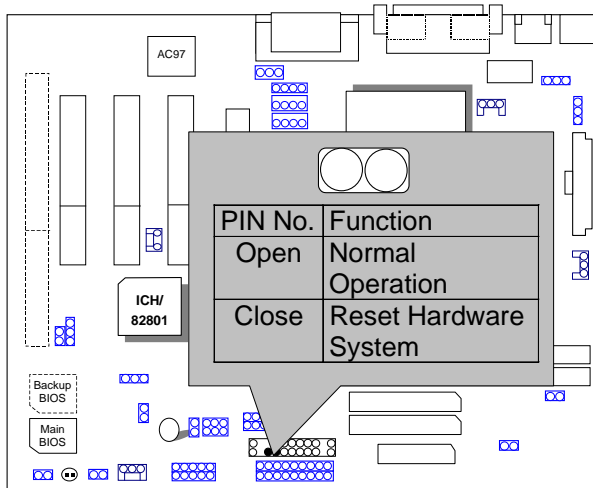 AC97
PIN No. Function
Open Normal
Operation
Close Reset Hardware
System
ICH/
82801
Backup
BIOS
Main
BIOS